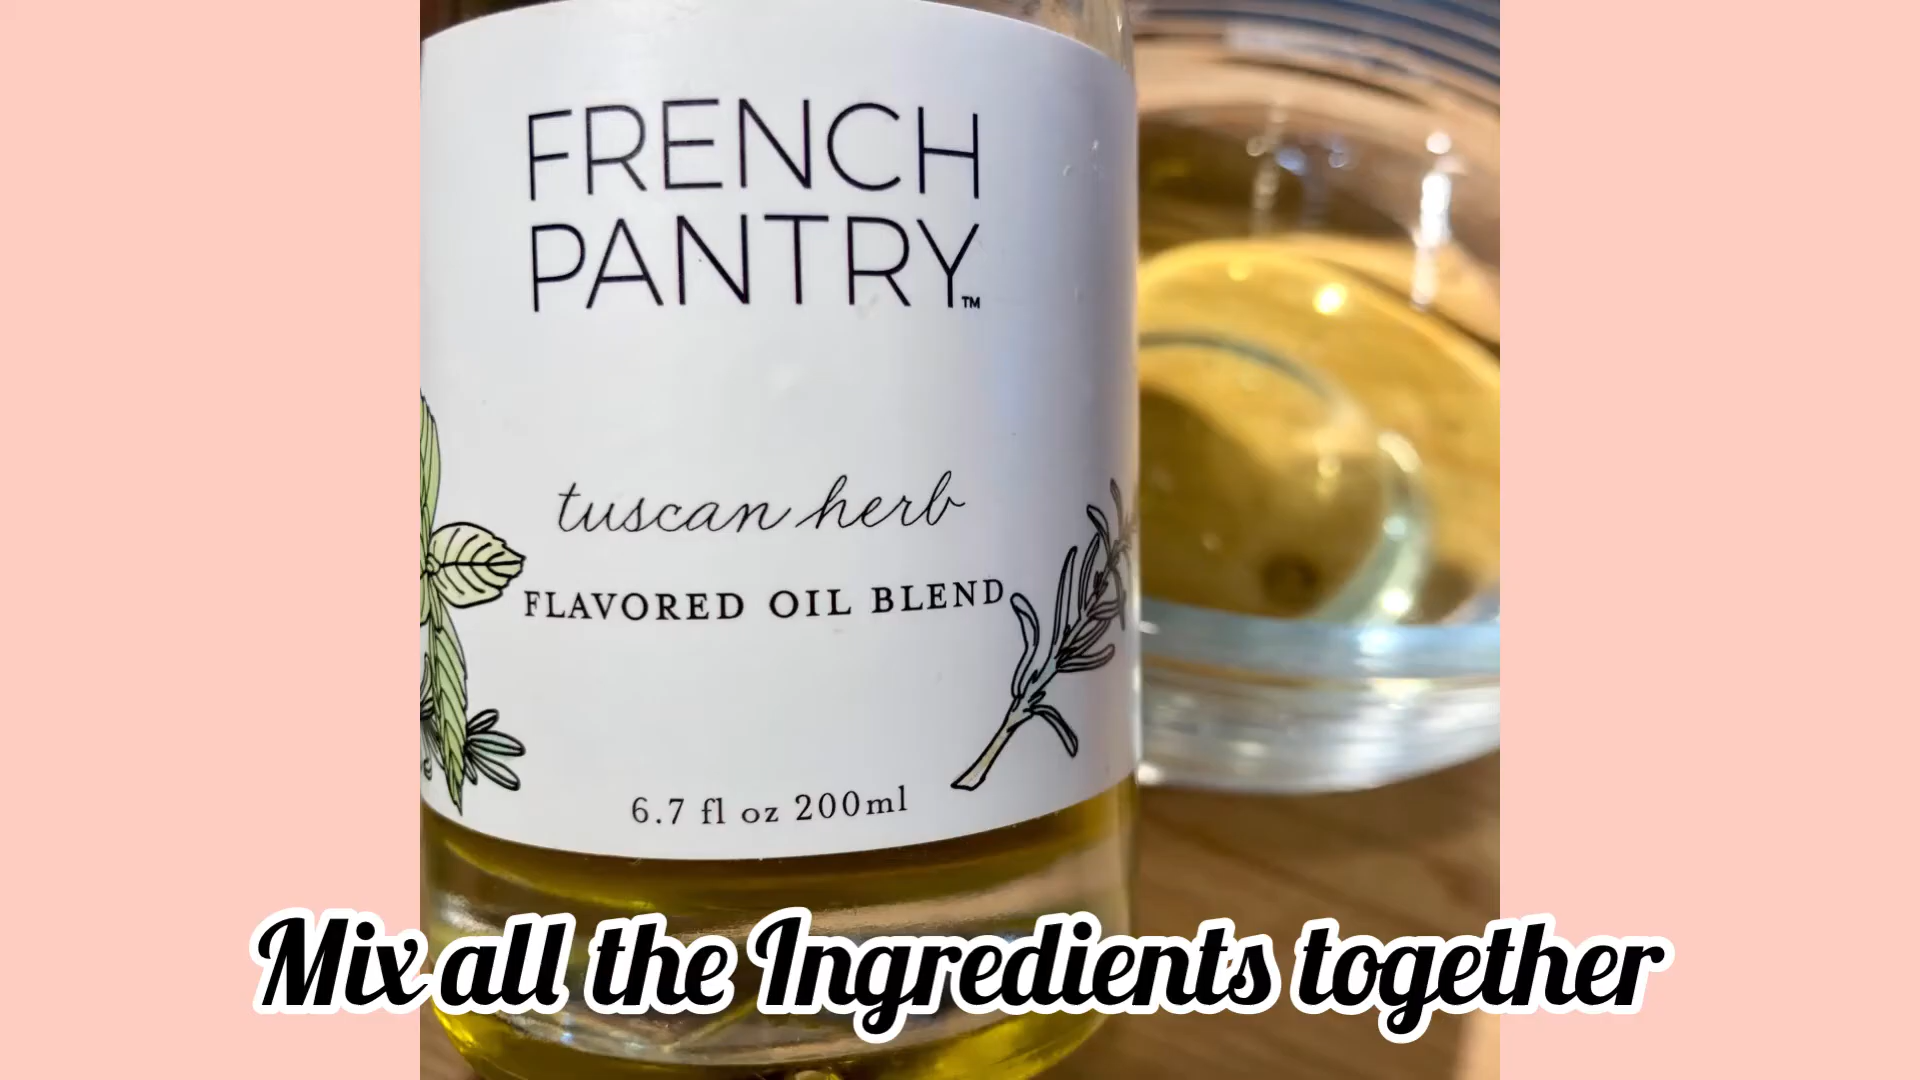 FRENCH
PANTRY™
tuscan herb
FLAVORED OIL BLEND
6.7 fl oz 200ml
Mix all the Ingredients together